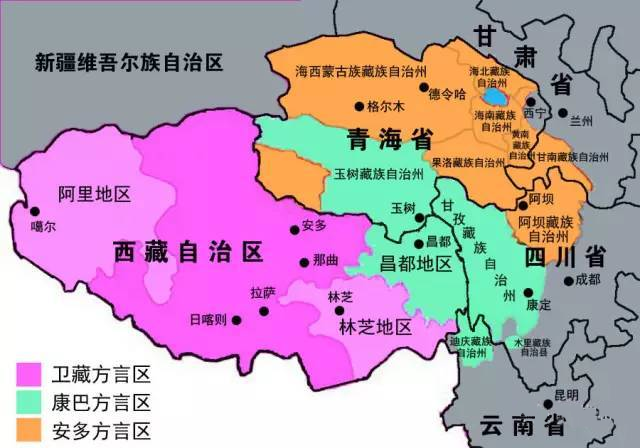 新疆维吾尔族自治区
甘肃省
海西蒙古族藏族自治州
海北藏族
自治州
德令哈
格尔木
西宁
兰州
海南藏族
自治州
青海省
黄南
藏族
自治州
甘南藏族自治州
果洛藏族自治州
玉树藏族自治州
阿里地区
玉树
甘孜藏族自治州
阿坝
阿坝藏族
自治州
噶尔
安多
昌都
西藏自治区
那曲
昌都地区
四川省
成都
拉萨
林芝
康定
日喀则
林芝地区
迪庆藏族
自治州
木里藏族
自治县
卫藏方言区
康巴方言区
安多方言区
昆明
云南省